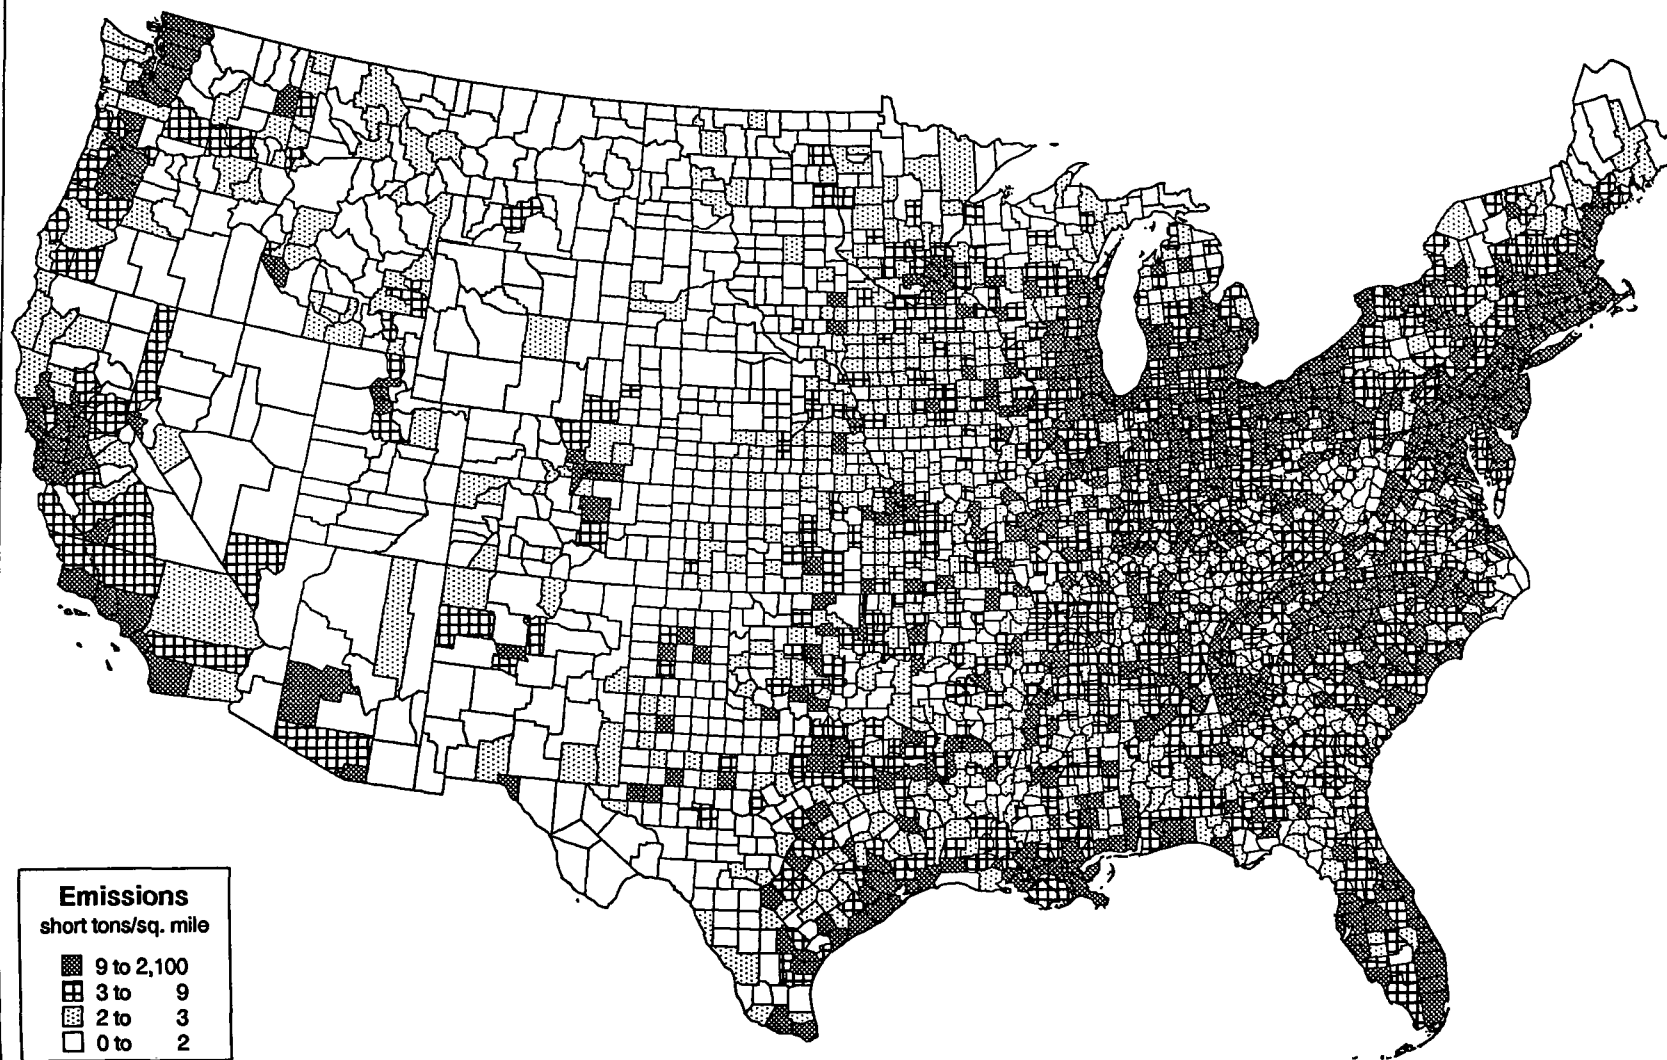 Emissions
short tons/sq. mile
9 to 2,100
3 to 9
2 to 3
0 to 2